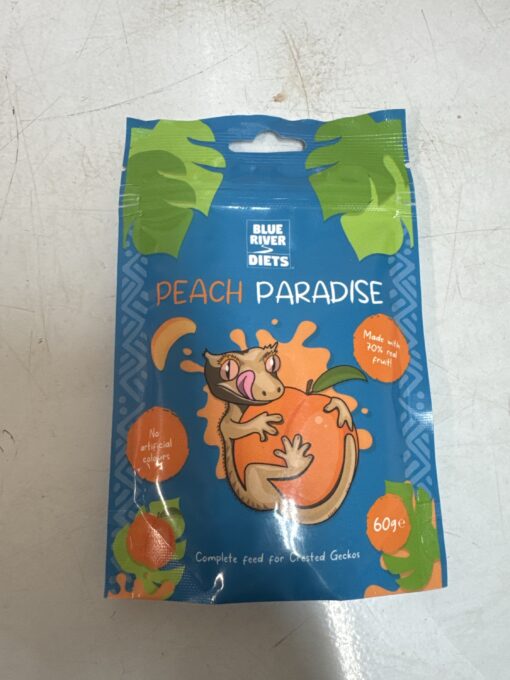 BLUE
RIVER
DIETS
PEACH PARADISE
Made with
70% real
fruit!
No
artificial
colours
60g e
Complete feed for Crested Geckos